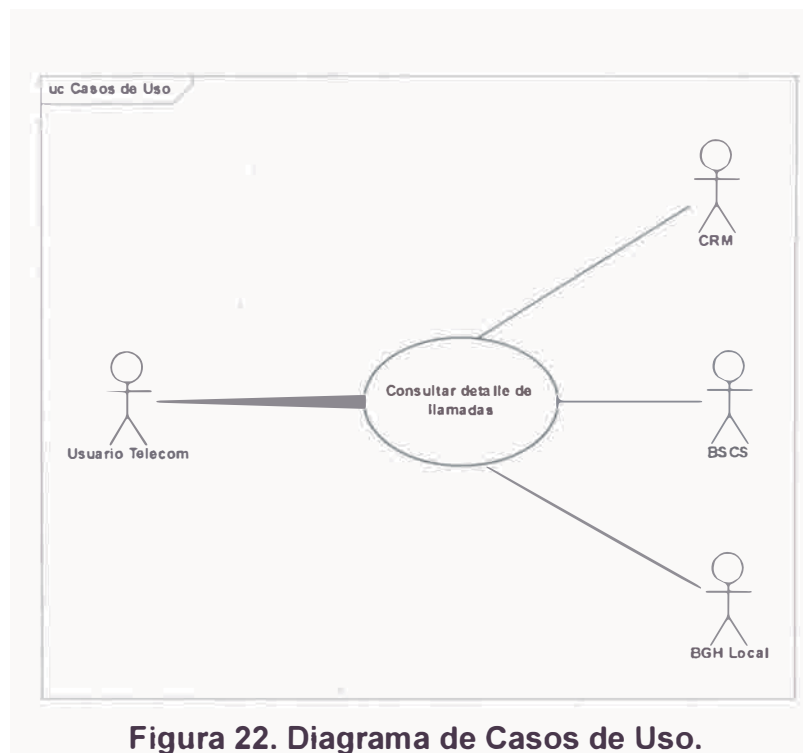 uc Casos de Uso
CRM
Consultar detalle de
llamadas
Usuario Telecom
BSCS
BGH Local
Figura 22. Diagrama de Casos de Uso.